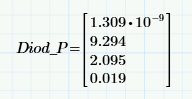 Diod_P = 1.309 • 10⁻⁹
9.294
2.095
0.019